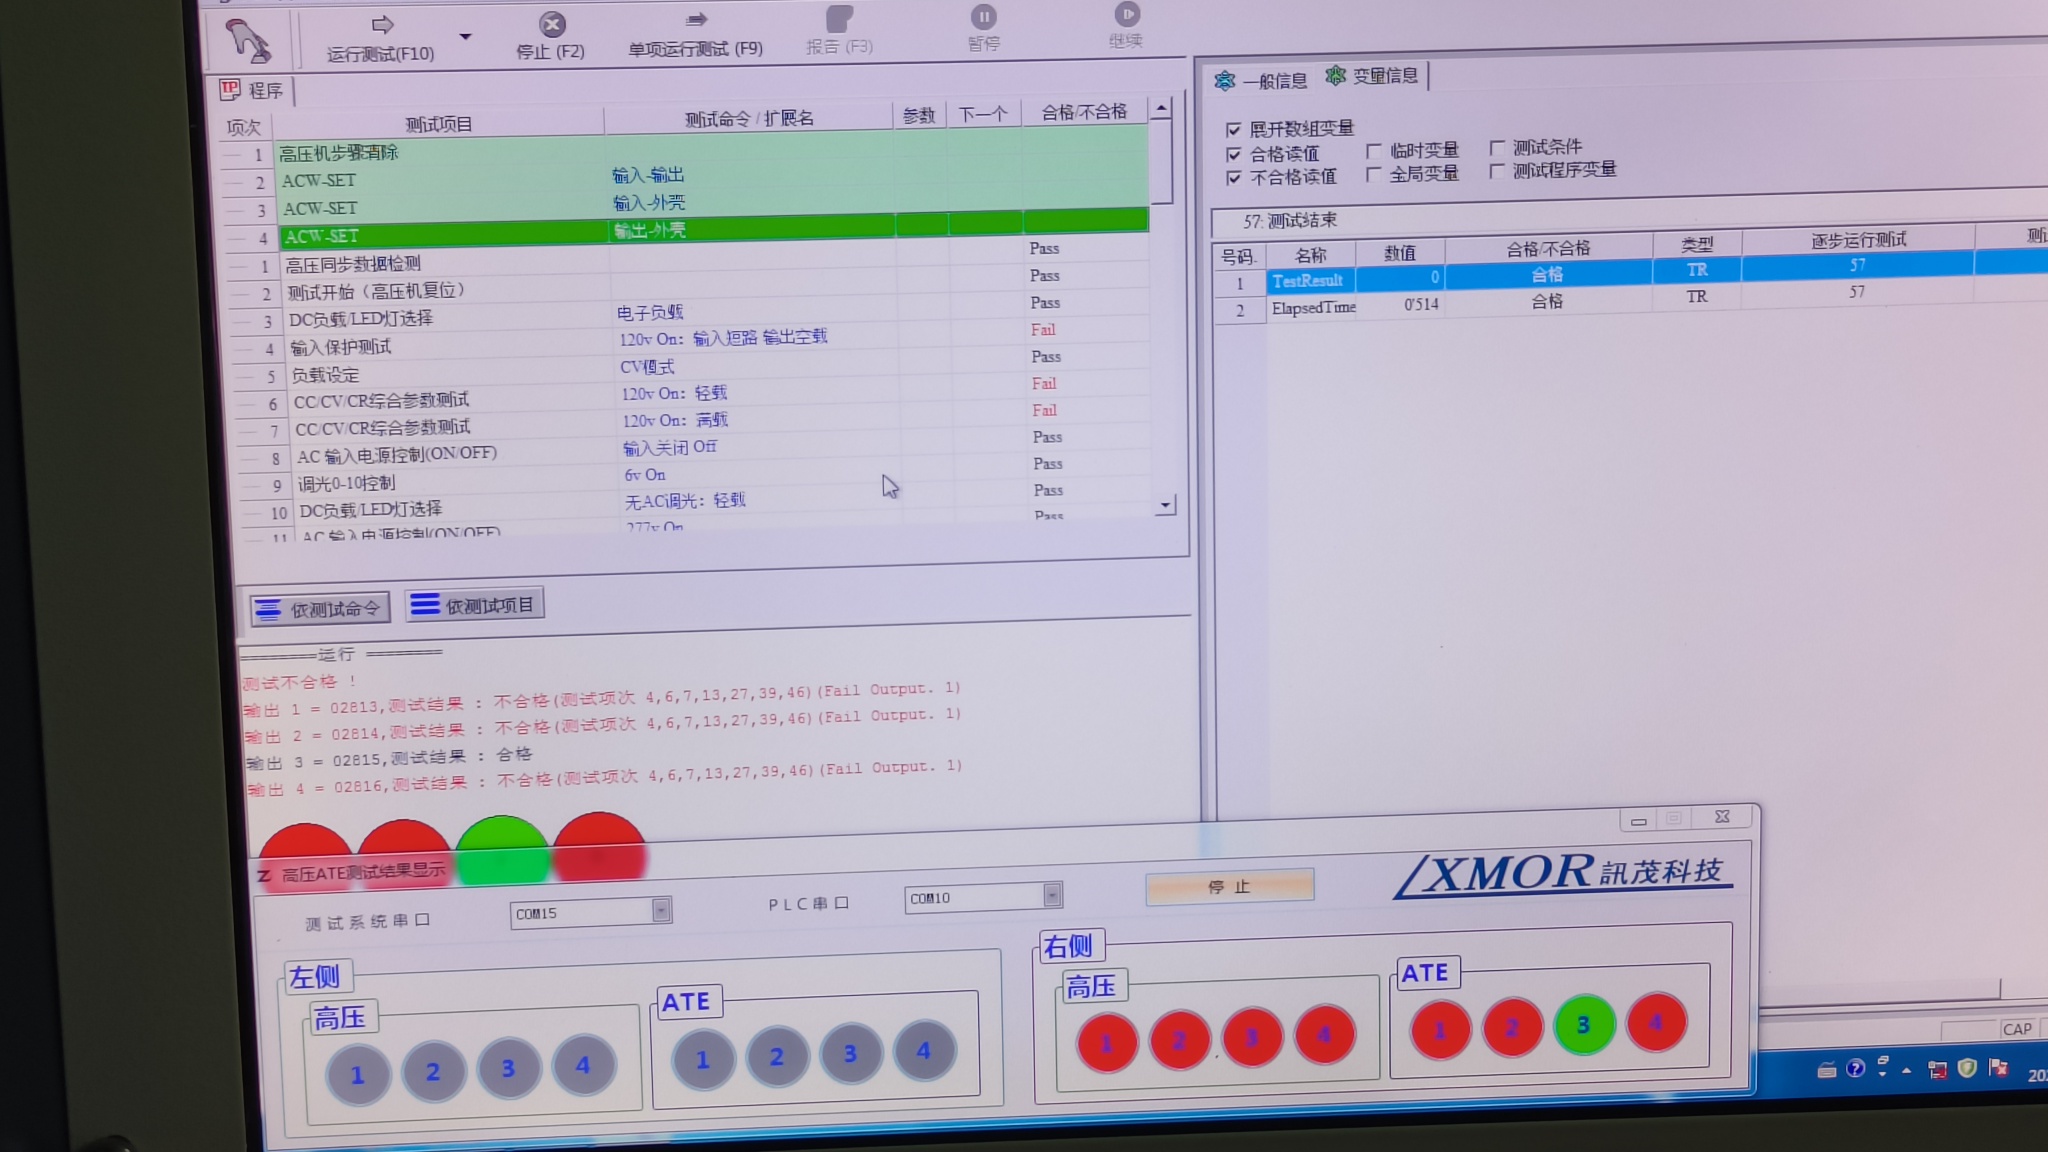 运行测试(F10)
停止 (F2)
单项运行测试 (F9)
报告 (F3)
暂停
继续
程序
项次 测试项目 测试命令 / 扩展名 参数 下一个 合格/不合格
1 高压机步骤清除
2 ACW-SET 输入-输出
3 ACW-SET 输入-外壳
4 ACW-SET 输出-外壳
1 高压同步数据检测 Pass
2 测试开始（高压机复位） Pass
3 DC负载/LED灯选择 电子负载 Pass
4 输入保护测试 120v On：输入短路 输出空载 Fail
5 负载设定 CV模式 Pass
6 CC/CV/CR综合参数测试 120v On：轻载 Fail
7 CC/CV/CR综合参数测试 120v On：满载 Fail
8 AC 输入电源控制(ON/OFF) 输入关闭 Off Pass
9 调光0-10控制 6v On Pass
10 DC负载/LED灯选择 无AC调光：轻载 Pass
11 AC 输入电源控制(ON/OFF) 277v On Pass
依测试命令
依测试项目
========运行 ========
测试不合格 !
输出 1 = 02813,测试结果 : 不合格(测试项次 4,6,7,13,27,39,46)(Fail Output. 1)
输出 2 = 02814,测试结果 : 不合格(测试项次 4,6,7,13,27,39,46)(Fail Output. 1)
输出 3 = 02815,测试结果 : 合格
输出 4 = 02816,测试结果 : 不合格(测试项次 4,6,7,13,27,39,46)(Fail Output. 1)
一般信息
变量信息
展开数组变量
合格读值 临时变量 测试条件
不合格读值 全局变量 测试程序变量
57: 测试结束
号码. 名称 数值 合格/不合格 类型 逐步运行测试 测试
1 TestResult 0 合格 TR 57
2 ElapsedTime 0'514 合格 TR 57
高压ATE测试结果显示
测试系统串口 COM15
PLC串口 COM10
停止
XMOR 訊茂科技
左侧
高压
1 2 3 4
ATE
1 2 3 4
右侧
高压
1 2 3 4
ATE
1 2 3 4
CAP